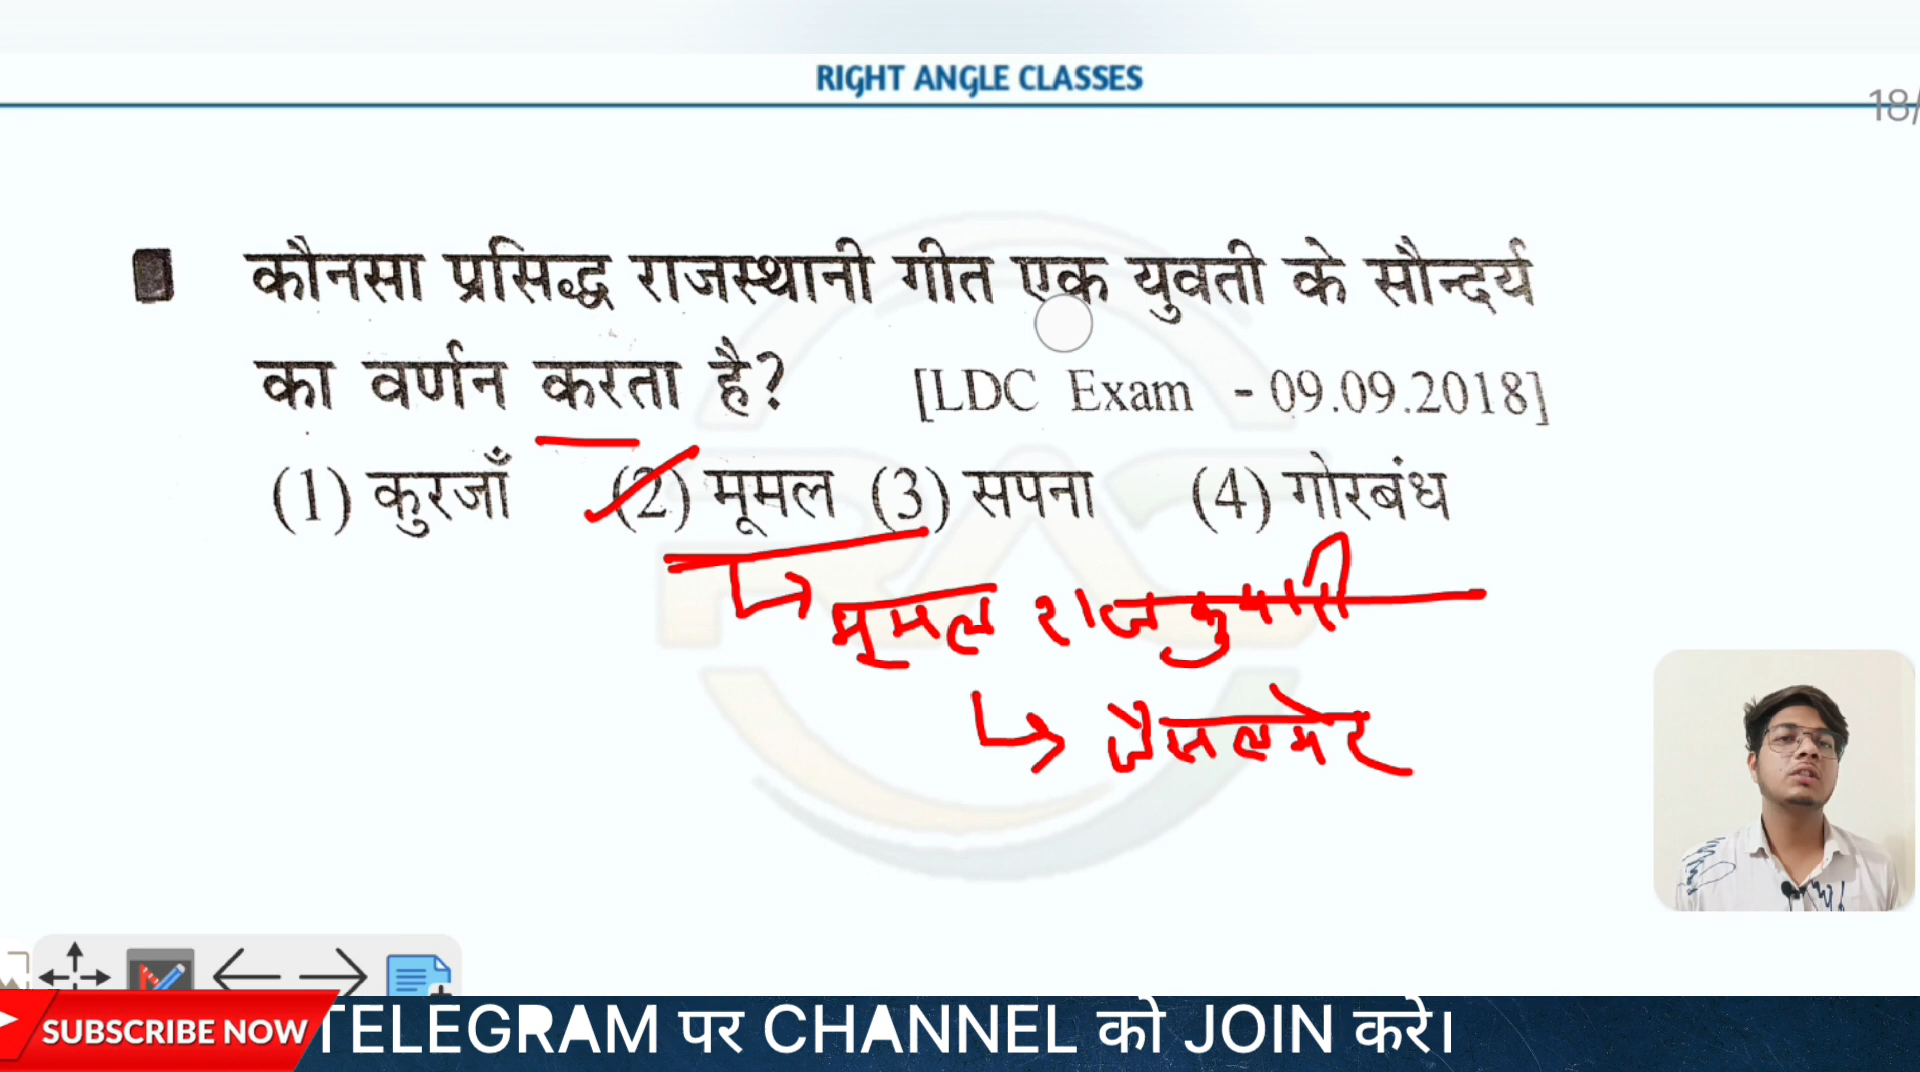 RIGHT ANGLE CLASSES
18/
कौनसा प्रसिद्ध राजस्थानी गीत एक युवती के सौन्दर्य
का वर्णन करता है? [LDC Exam - 09.09.2018]
(1) कुरजाँ (2) मूमल (3) सपना (4) गोरबंध
मूमल राजकुमारी
जैसलमेर
SUBSCRIBE NOW TELEGRAM पर CHANNEL को JOIN करे।